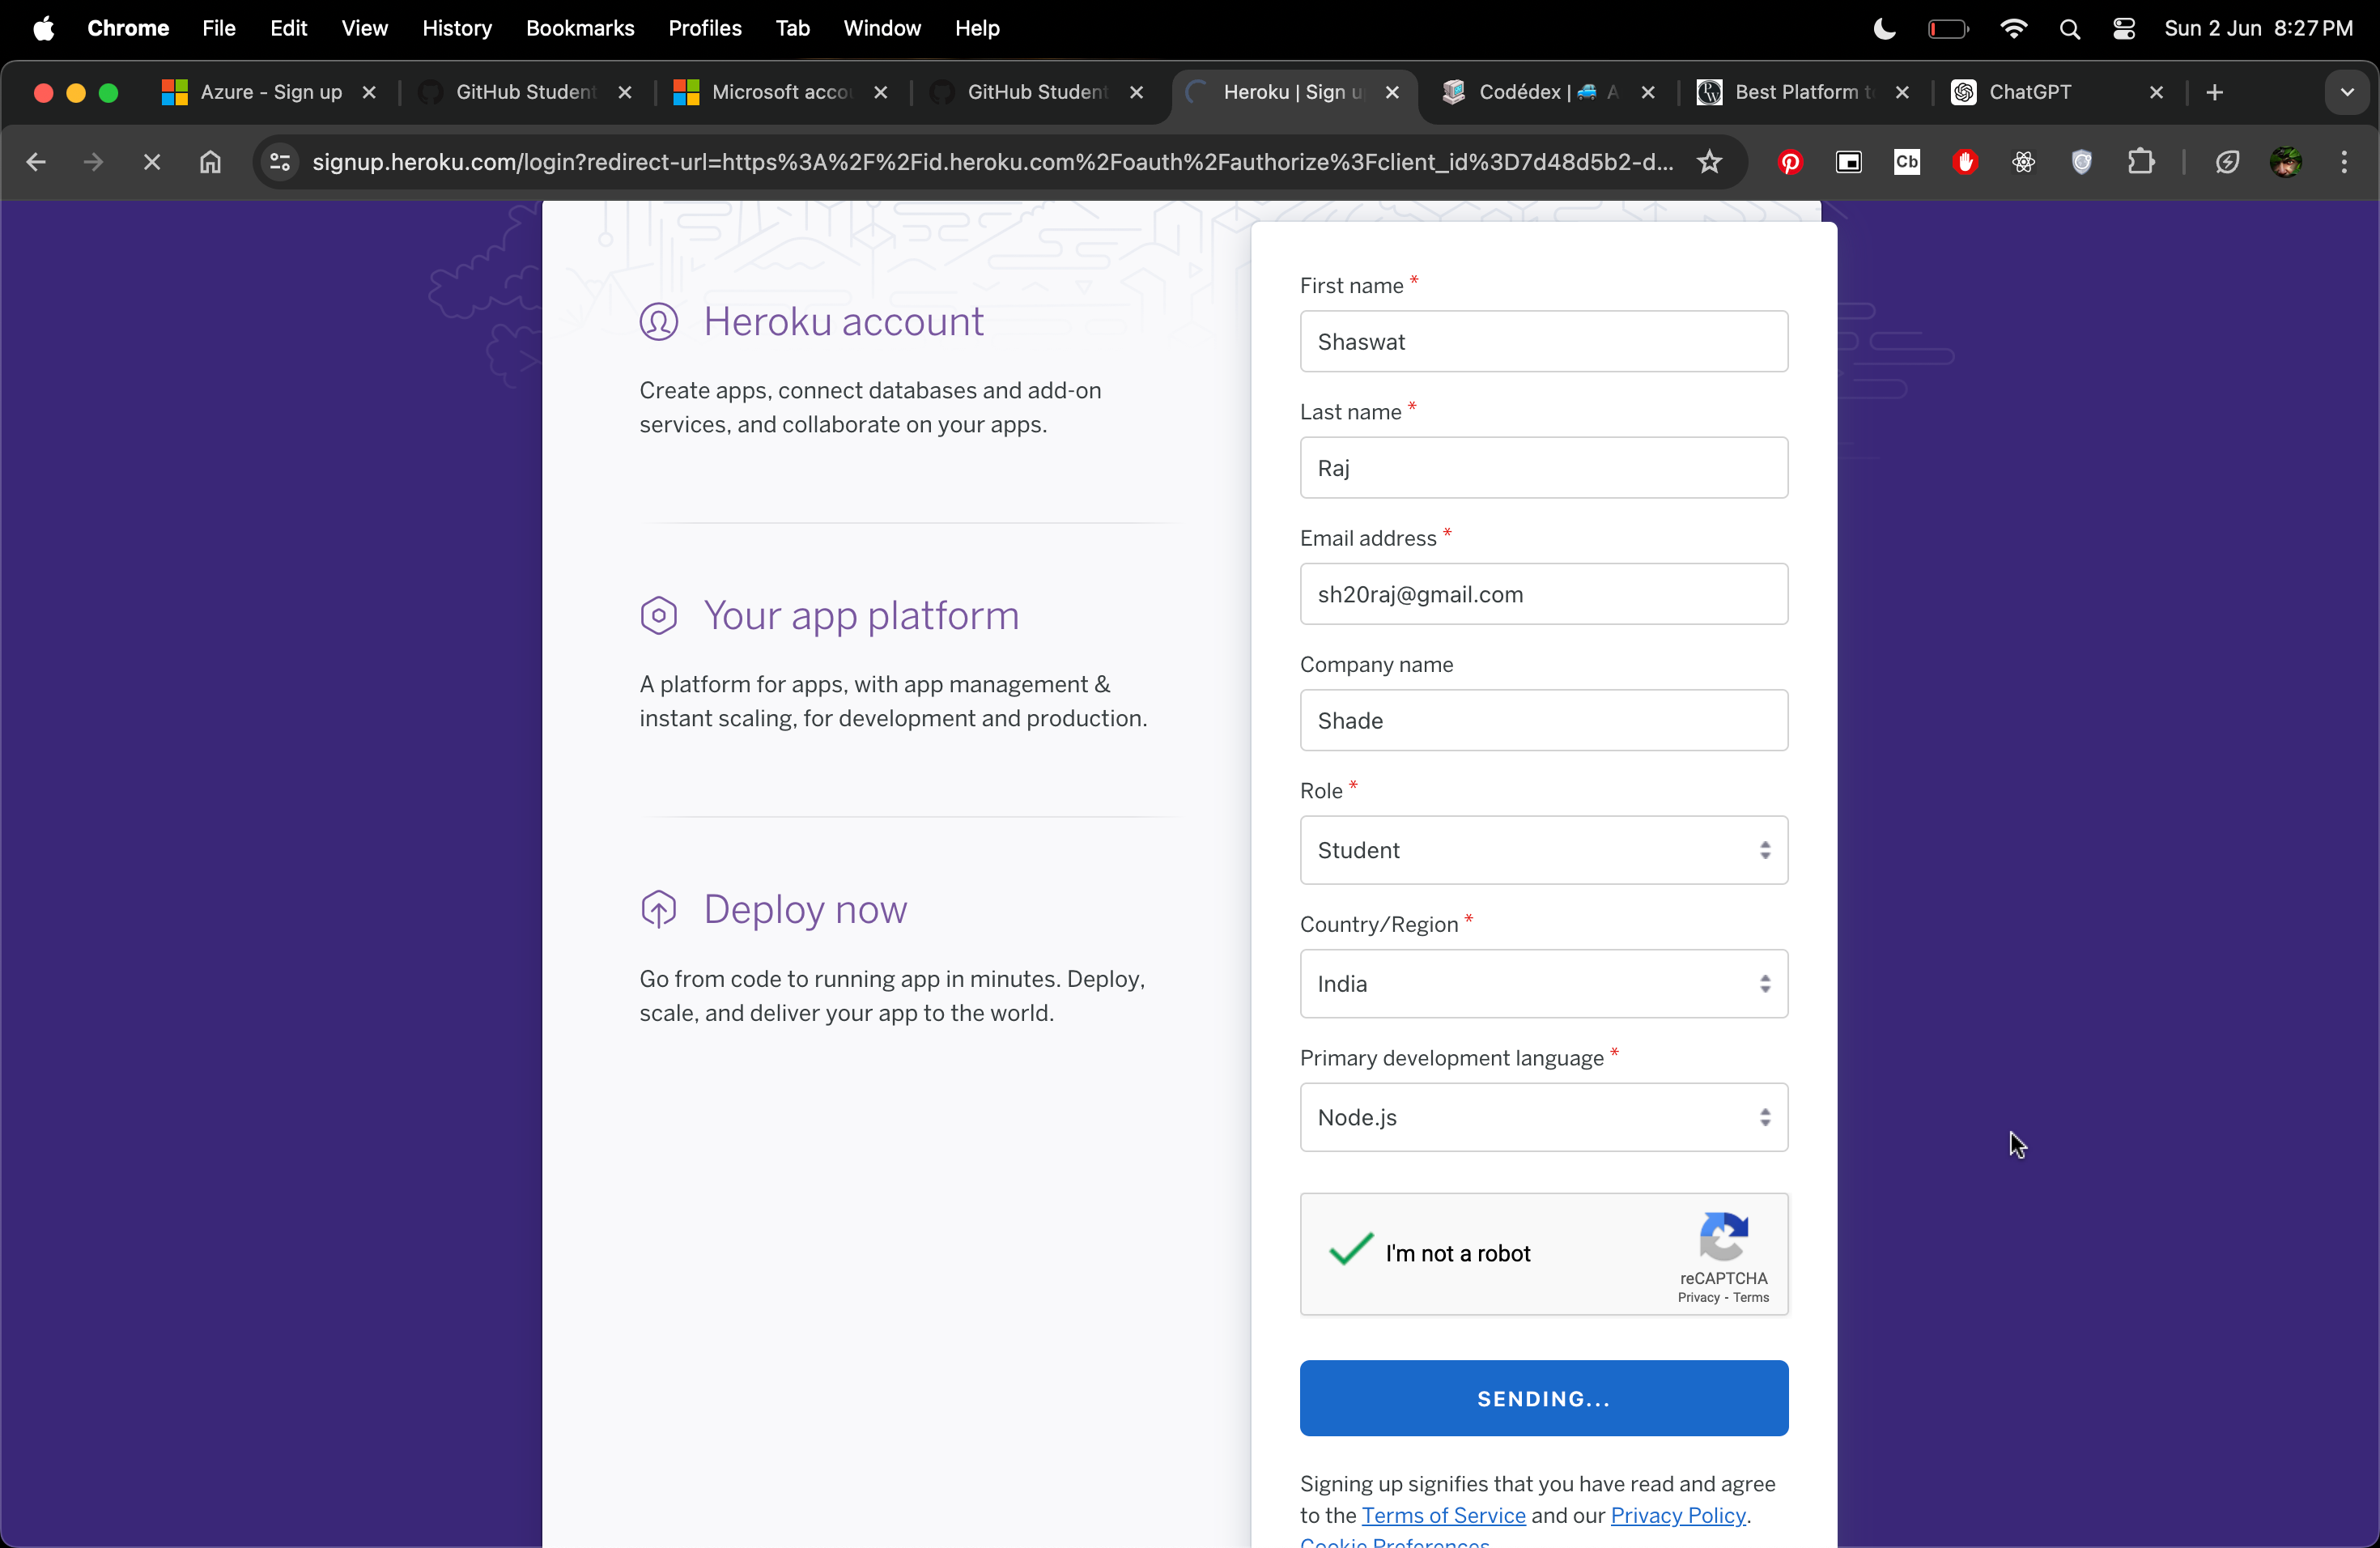 Chrome File Edit View History Bookmarks Profiles Tab Window Help Sun 2 Jun 8:27 PM
Azure - Sign up GitHub Student Microsoft acco GitHub Student Heroku | Sign u Codédex | 🚙 A Best Platform t ChatGPT
signup.heroku.com/login?redirect-url=https%3A%2F%2Fid.heroku.com%2Foauth%2Fauthorize%3Fclient_id%3D7d48d5b2-d...
Cb
Heroku account
Create apps, connect databases and add-on
services, and collaborate on your apps.
Your app platform
A platform for apps, with app management &
instant scaling, for development and production.
Deploy now
Go from code to running app in minutes. Deploy,
scale, and deliver your app to the world.
First name *
Shaswat
Last name *
Raj
Email address *
sh20raj@gmail.com
Company name
Shade
Role *
Student
Country/Region *
India
Primary development language *
Node.js
I'm not a robot
reCAPTCHA
Privacy - Terms
SENDING...
Signing up signifies that you have read and agree
to the Terms of Service and our Privacy Policy.
Cookie Preferences